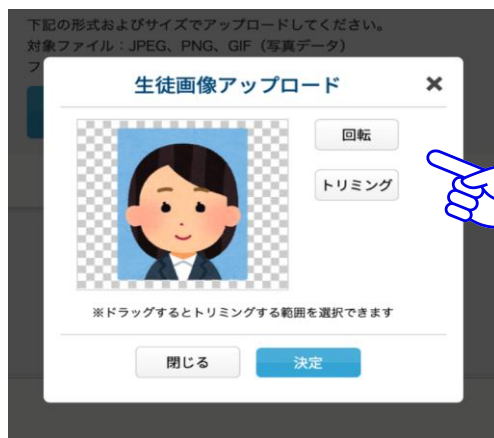 下記の形式およびサイズでアップロードしてください。
対象ファイル：JPEG、PNG、GIF（写真データ）
フ
生徒画像アップロード
回転
トリミング
※ドラッグするとトリミングする範囲を選択できます
閉じる
決定